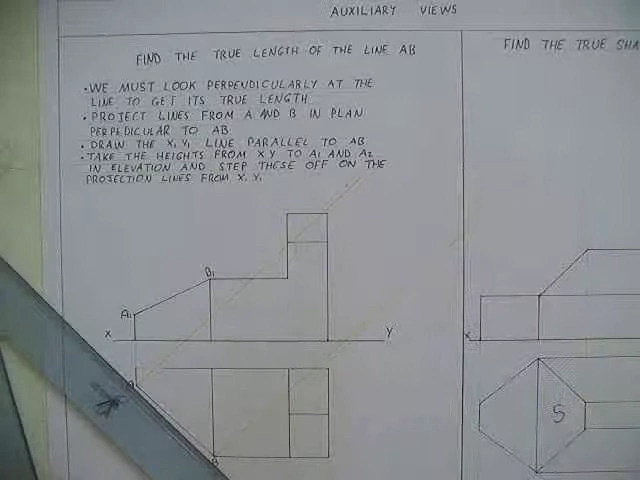 AUXILIARY VIEWS
FIND THE TRUE LENGTH OF THE LINE AB
• WE MUST LOOK PERPENDICULARLY AT THE
LINE TO GET ITS TRUE LENGTH
• PROJECT LINES FROM A AND B IN PLAN
PERPEDICULAR TO AB
• DRAW THE X₁ Y₁ LINE PARALLEL TO AB
• TAKE THE HEIGHTS FROM XY TO A₁ AND A₂
IN ELEVATION AND STEP THESE OFF ON THE
PROJECTION LINES FROM X₁ Y₁
B₁
A₁
X
Y
FIND THE TRUE SHA
X
S